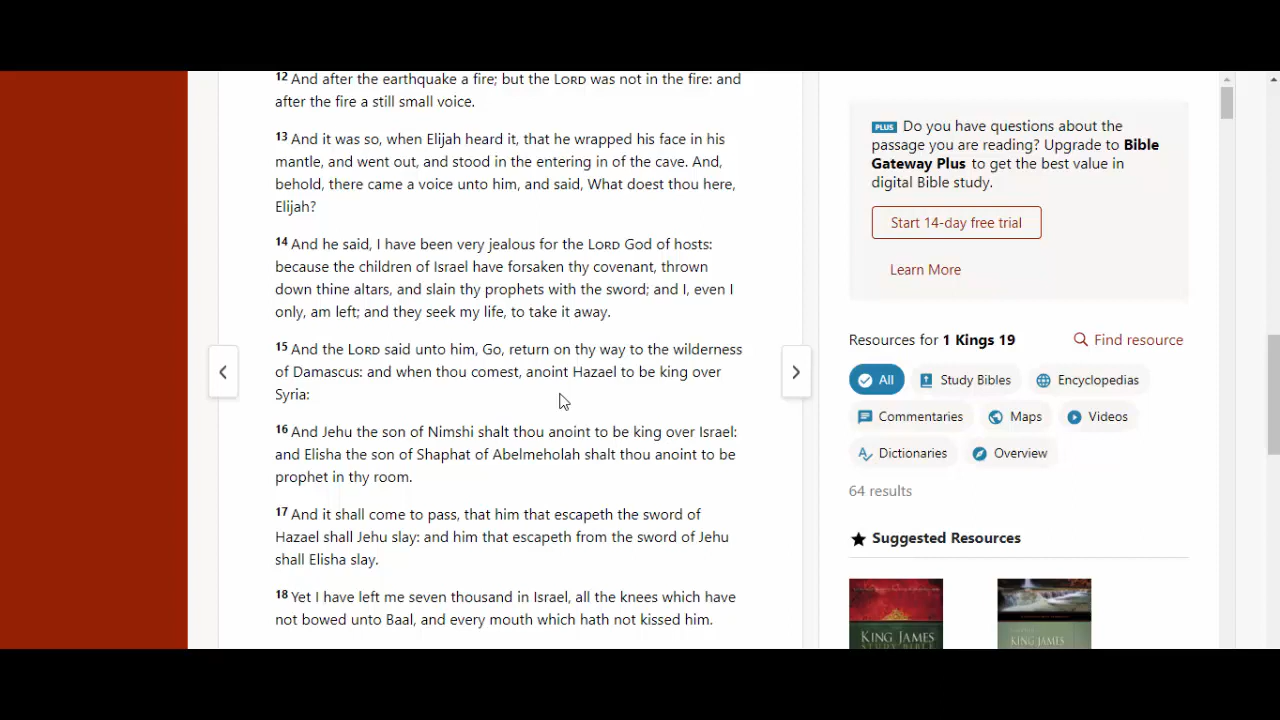 12 And after the earthquake a fire; but the LORD was not in the fire: and
after the fire a still small voice.
13 And it was so, when Elijah heard it, that he wrapped his face in his
mantle, and went out, and stood in the entering in of the cave. And,
behold, there came a voice unto him, and said, What doest thou here,
Elijah?
14 And he said, I have been very jealous for the LORD God of hosts:
because the children of Israel have forsaken thy covenant, thrown
down thine altars, and slain thy prophets with the sword; and I, even I
only, am left; and they seek my life, to take it away.
15 And the LORD said unto him, Go, return on thy way to the wilderness
of Damascus: and when thou comest, anoint Hazael to be king over
Syria:
16 And Jehu the son of Nimshi shalt thou anoint to be king over Israel:
and Elisha the son of Shaphat of Abelmeholah shalt thou anoint to be
prophet in thy room.
17 And it shall come to pass, that him that escapeth the sword of
Hazael shall Jehu slay: and him that escapeth from the sword of Jehu
shall Elisha slay.
18 Yet I have left me seven thousand in Israel, all the knees which have
not bowed unto Baal, and every mouth which hath not kissed him.
PLUS Do you have questions about the
passage you are reading? Upgrade to Bible
Gateway Plus to get the best value in
digital Bible study.
Start 14-day free trial
Learn More
Resources for 1 Kings 19 Find resource
All Study Bibles Encyclopedias
Commentaries Maps Videos
Dictionaries Overview
64 results
Suggested Resources
KING JAMES
STUDY BIBLE
KING JAMES